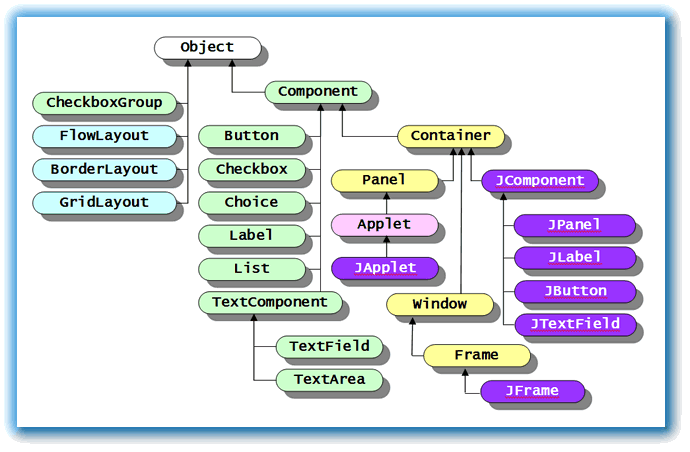 Object
Component
CheckboxGroup
FlowLayout
BorderLayout
GridLayout
Button
Checkbox
Choice
Label
List
TextComponent
TextField
TextArea
Container
Panel
Applet
JApplet
JComponent
JPanel
JLabel
JButton
JTextField
Window
Frame
JFrame